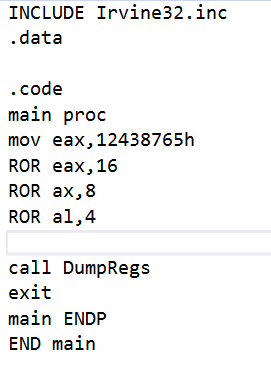 INCLUDE Irvine32.inc
.data
.code
main proc
mov eax,12438765h
ROR eax,16
ROR ax,8
ROR al,4
call DumpRegs
exit
main ENDP
END main